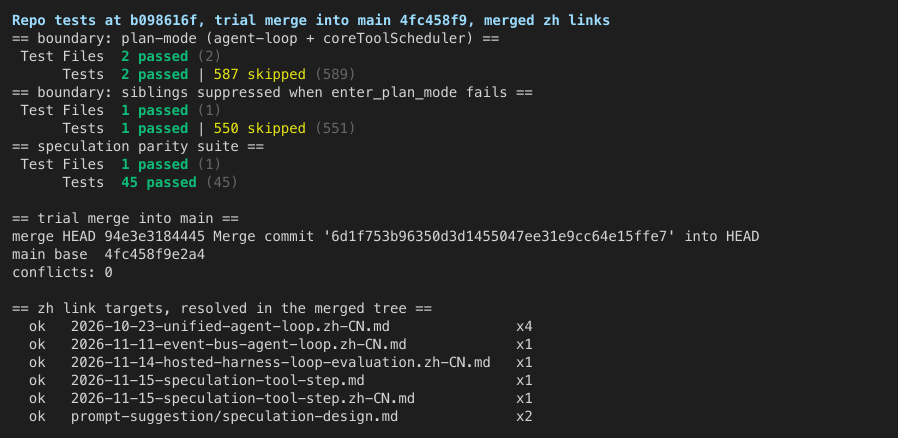 Repo tests at b098616f, trial merge into main 4fc458f9, merged zh links
== boundary: plan-mode (agent-loop + coreToolScheduler) ==
Test Files 2 passed (2)
Tests 2 passed | 587 skipped (589)
== boundary: siblings suppressed when enter_plan_mode fails ==
Test Files 1 passed (1)
Tests 1 passed | 550 skipped (551)
== speculation parity suite ==
Test Files 1 passed (1)
Tests 45 passed (45)
== trial merge into main ==
merge HEAD 94e3e3184445 Merge commit '6d1f753b96350d3d1455047ee31e9cc64e15ffe7' into HEAD
main base 4fc458f9e2a4
conflicts: 0
== zh link targets, resolved in the merged tree ==
ok 2026-10-23-unified-agent-loop.zh-CN.md x4
ok 2026-11-11-event-bus-agent-loop.zh-CN.md x1
ok 2026-11-14-hosted-harness-loop-evaluation.zh-CN.md x1
ok 2026-11-15-speculation-tool-step.md x1
ok 2026-11-15-speculation-tool-step.zh-CN.md x1
ok prompt-suggestion/speculation-design.md x2